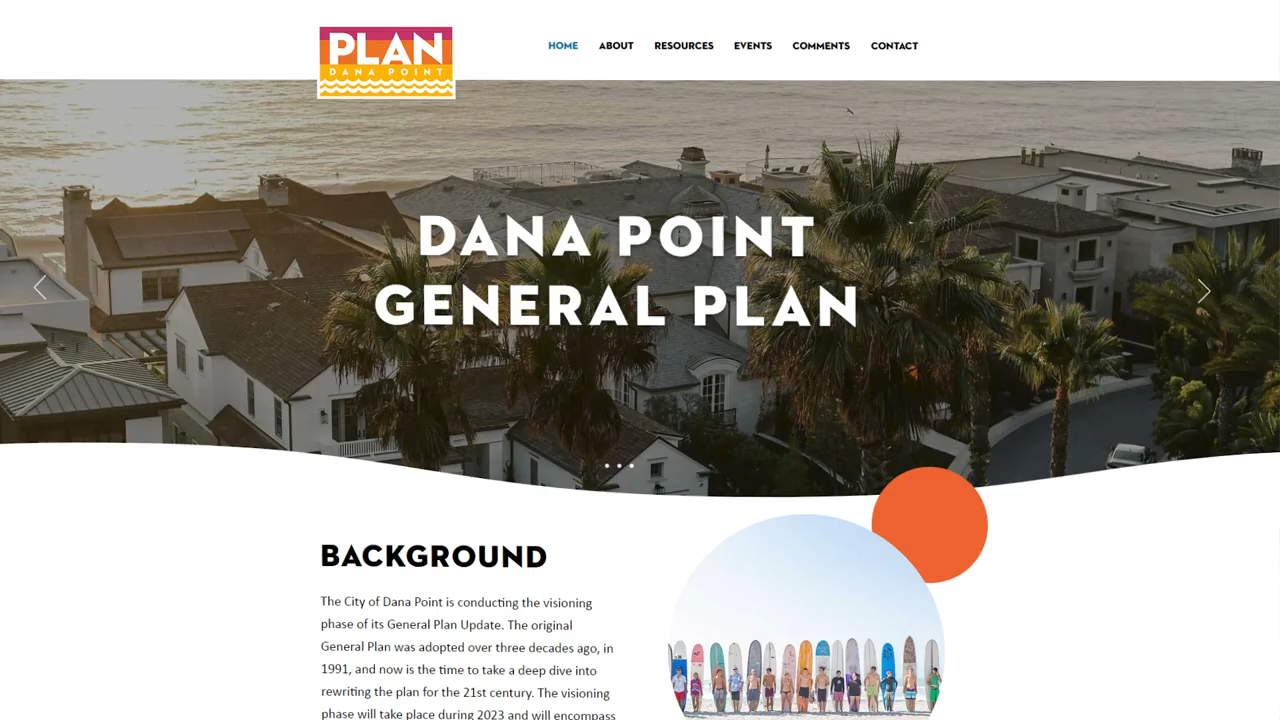 PLAN
DANA POINT
HOME ABOUT RESOURCES EVENTS COMMENTS CONTACT
DANA POINT
GENERAL PLAN
BACKGROUND
The City of Dana Point is conducting the visioning
phase of its General Plan Update. The original
General Plan was adopted over three decades ago, in
1991, and now is the time to take a deep dive into
rewriting the plan for the 21st century. The visioning
phase will take place during 2023 and will encompass